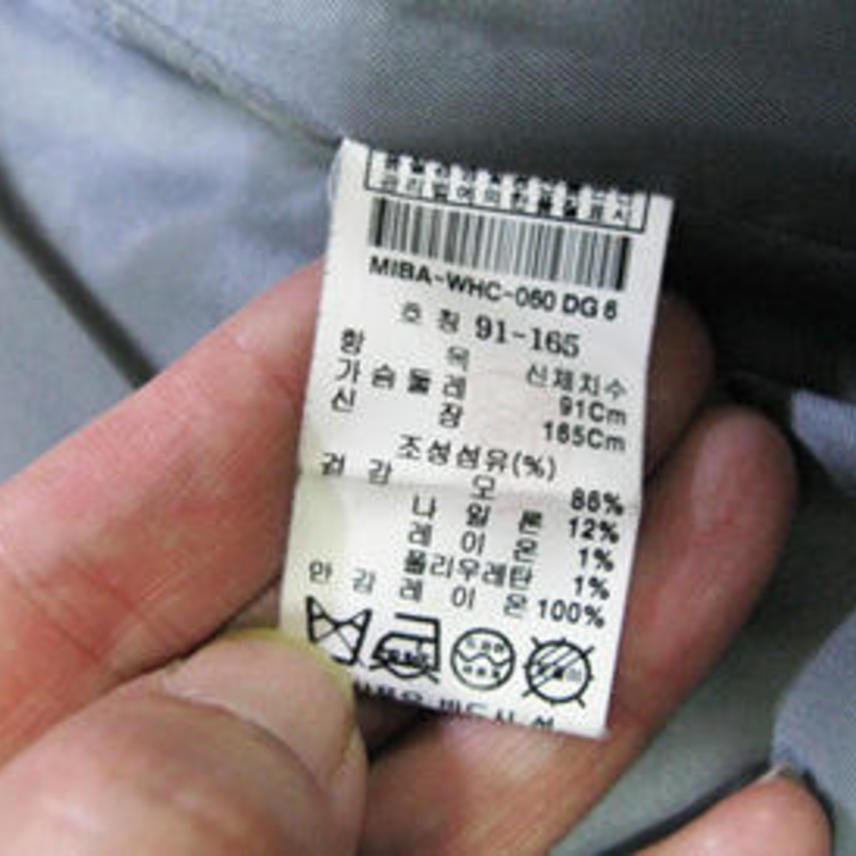 MIBA-WHC-060 DG 6
호 칭 91-165
항 목 신체치수
가 슴 둘 레 91Cm
신 장 165Cm
조성섬유(%)
겉 감 모 86%
나 일 론 12%
레 이 온 1%
폴리우레탄 1%
안 감 레 이 온 100%